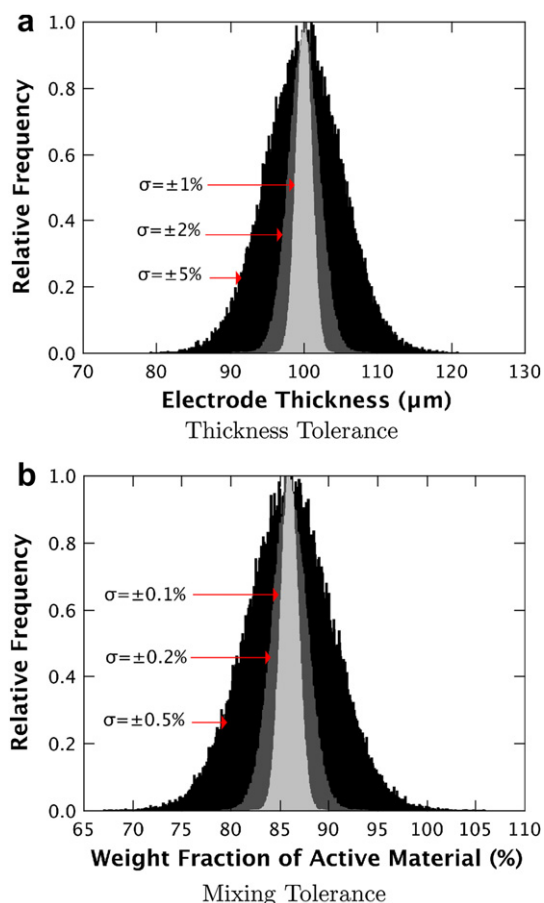 a
Relative Frequency
1.0
0.8
0.6
0.4
0.2
0.0
σ=±1%
σ=±2%
σ=±5%
70 80 90 100 110 120 130
Electrode Thickness (μm)
Thickness Tolerance
b
Relative Frequency
1.0
0.8
0.6
0.4
0.2
0.0
σ=±0.1%
σ=±0.2%
σ=±0.5%
65 70 75 80 85 90 95 100 105 110
Weight Fraction of Active Material (%)
Mixing Tolerance